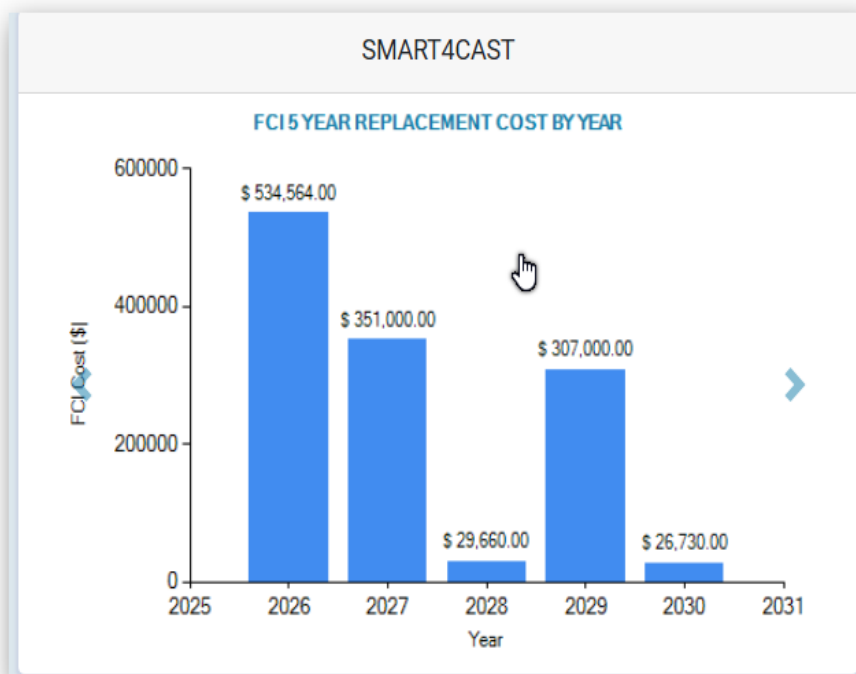 SMART4CAST
FCI 5 YEAR REPLACEMENT COST BY YEAR
600000
$ 534,564.00
400000
$ 351,000.00
$ 307,000.00
FCI Cost ($)
200000
$ 29,660.00
$ 26,730.00
0
2025 2026 2027 2028 2029 2030 2031
Year